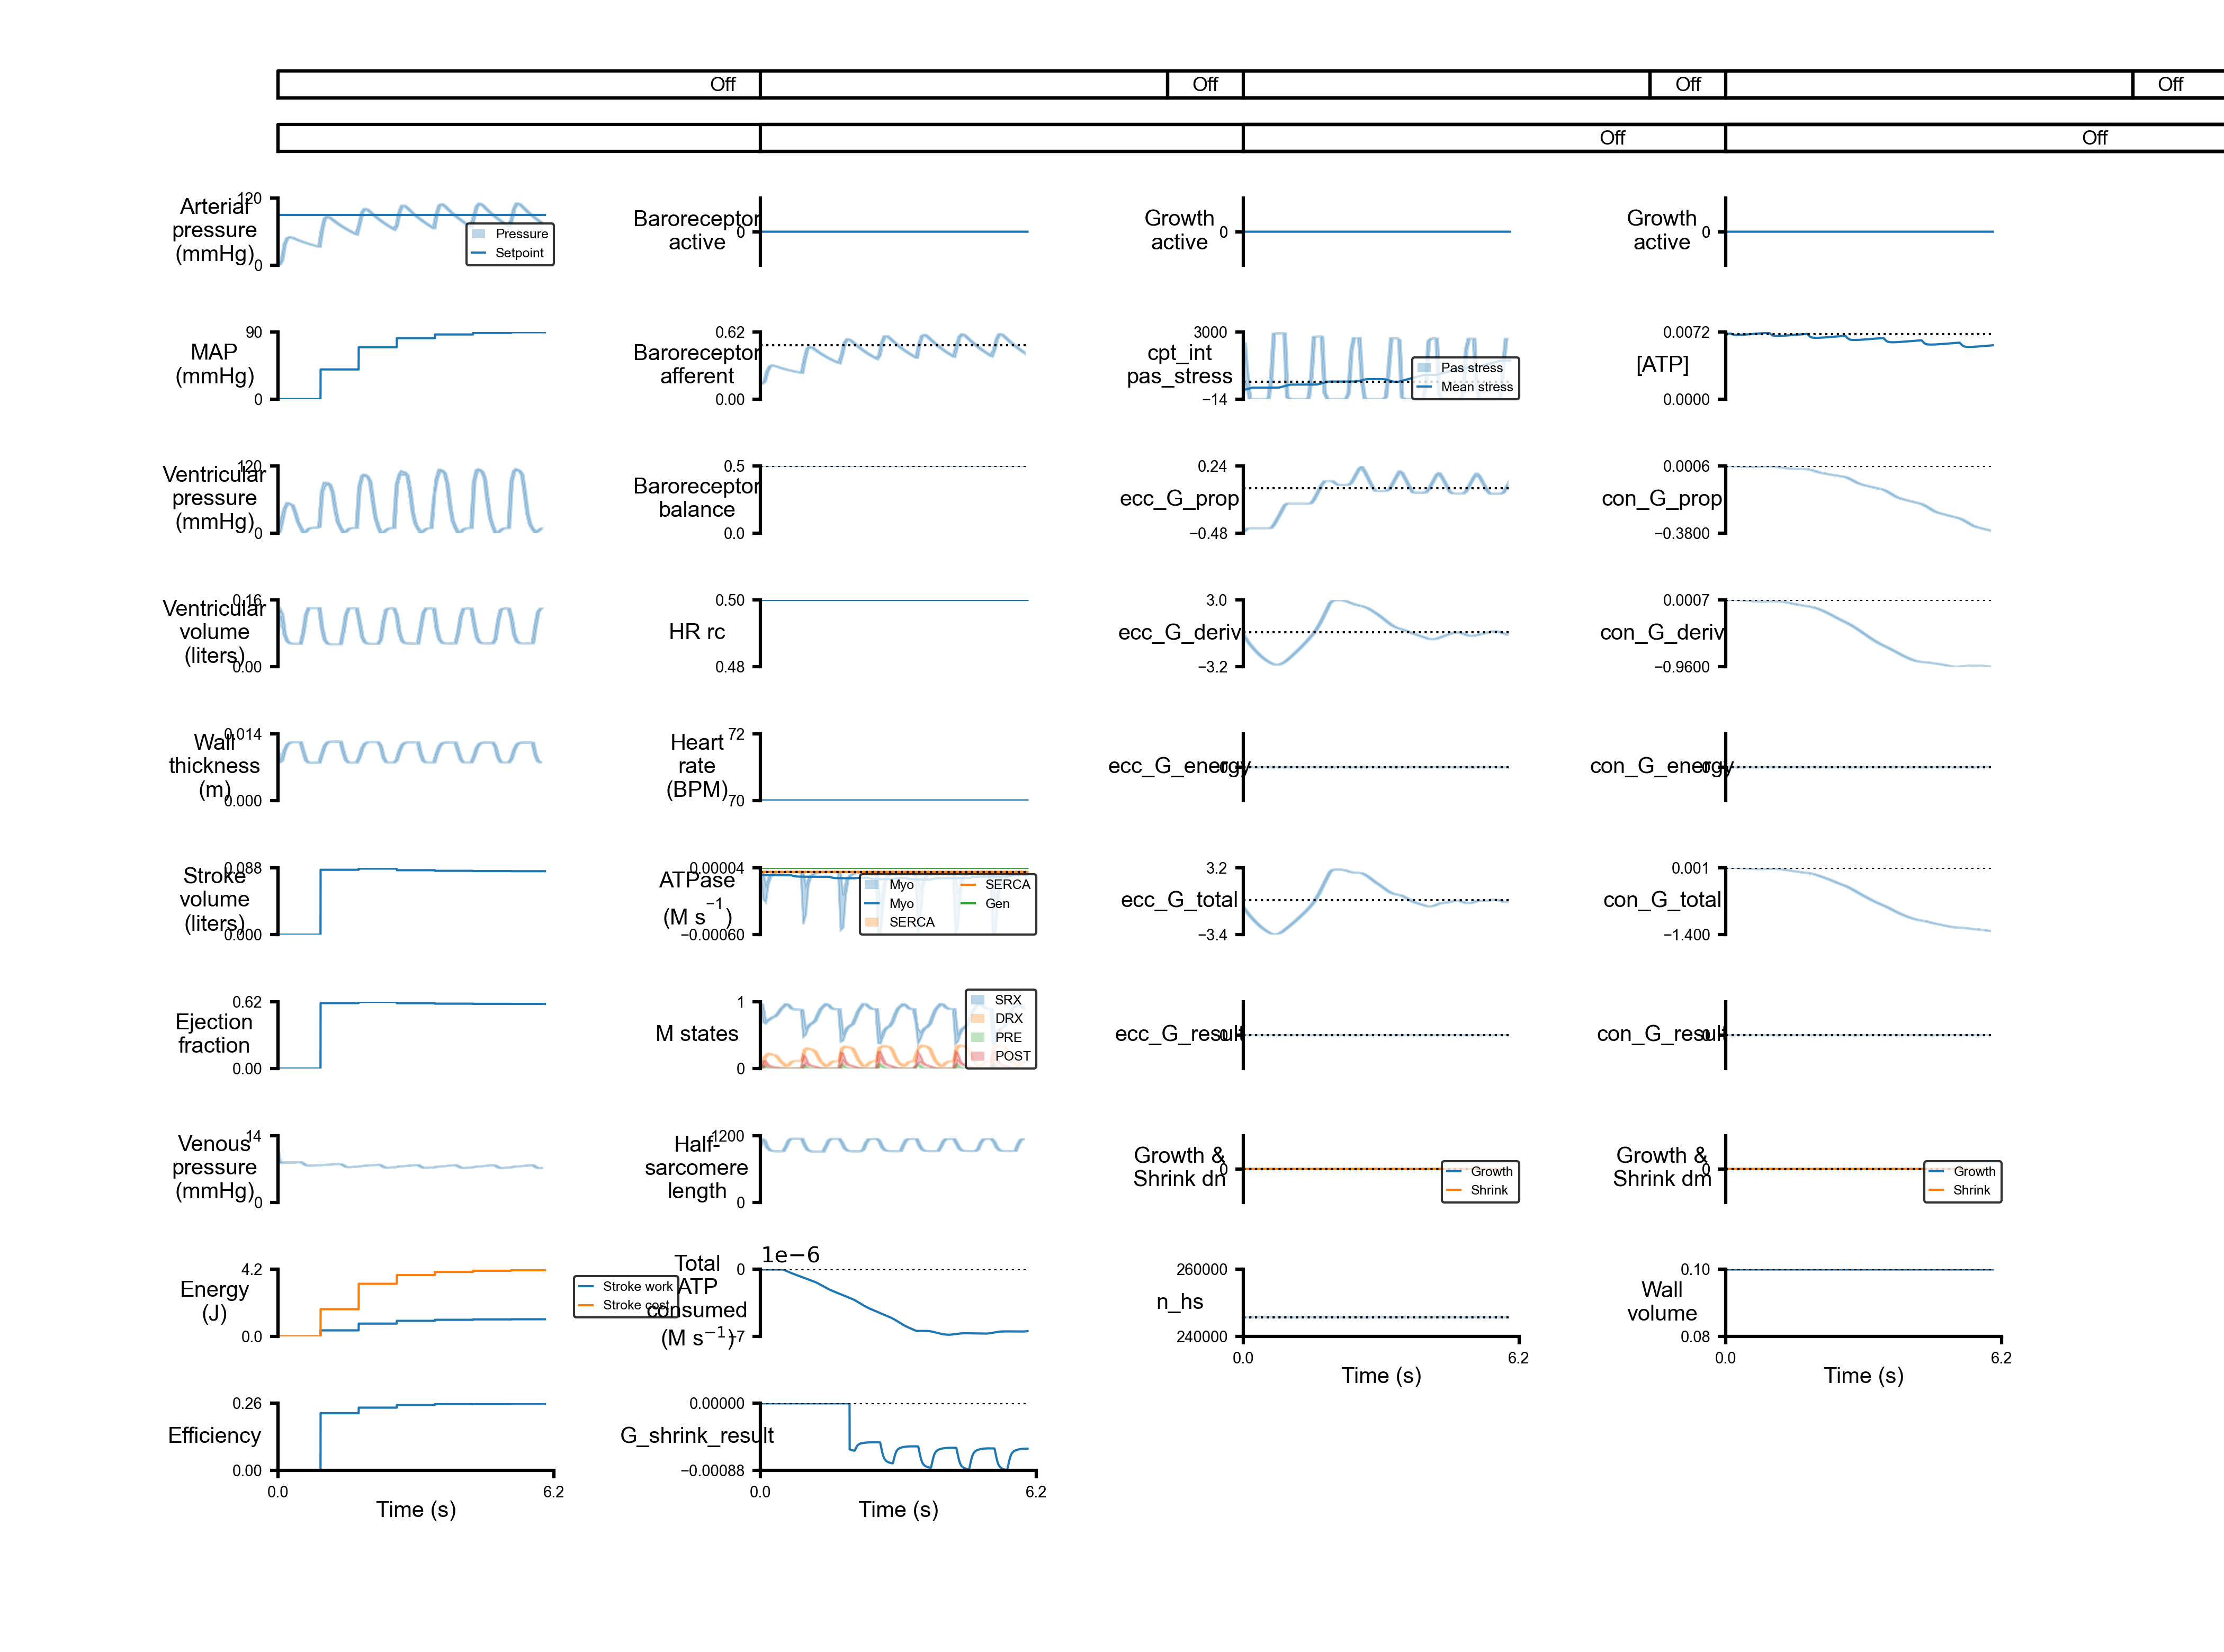 Off Off Off Off
Off Off
Arterial
pressure
(mmHg)
120
0
Pressure
Setpoint
MAP
(mmHg)
90
0
Ventricular
pressure
(mmHg)
120
0
Ventricular
volume
(liters)
0.16
0.00
Wall
thickness
(m)
0.014
0.000
Stroke
volume
(liters)
0.088
0.000
Ejection
fraction
0.62
0.00
Venous
pressure
(mmHg)
14
0
Energy
(J)
4.2
0.0
Stroke work
Stroke cost
Efficiency
0.26
0.00
0.0 6.2
Time (s)
Baroreceptor
active
0
Baroreceptor
afferent
0.62
0.00
Baroreceptor
balance
0.5
0.0
HR rc
0.50
0.48
Heart
rate
(BPM)
72
70
ATPase
(M s−1)
0.00004
−0.00060
Myo
Myo
SERCA
SERCA
Gen
M states
1
0
SRX
DRX
PRE
POST
Half-
sarcomere
length
1200
0
Total
ATP
consumed
(M s−1)
1e−6
0
−7
G_shrink_result
0.00000
−0.00088
0.0 6.2
Time (s)
Growth
active
0
cpt_int
pas_stress
3000
−14
Pas stress
Mean stress
ecc_G_prop
0.24
−0.48
ecc_G_deriv
3.0
−3.2
ecc_G_energy
0
ecc_G_total
3.2
−3.4
ecc_G_result
0
Growth &
Shrink dn
0
Growth
Shrink
n_hs
260000
240000
0.0 6.2
Time (s)
Growth
active
0
[ATP]
0.0072
0.0000
con_G_prop
0.0006
−0.3800
con_G_deriv
0.0007
−0.9600
con_G_energy
0
con_G_total
0.001
−1.400
con_G_result
0
Growth &
Shrink dm
0
Growth
Shrink
Wall
volume
0.10
0.08
0.0 6.2
Time (s)